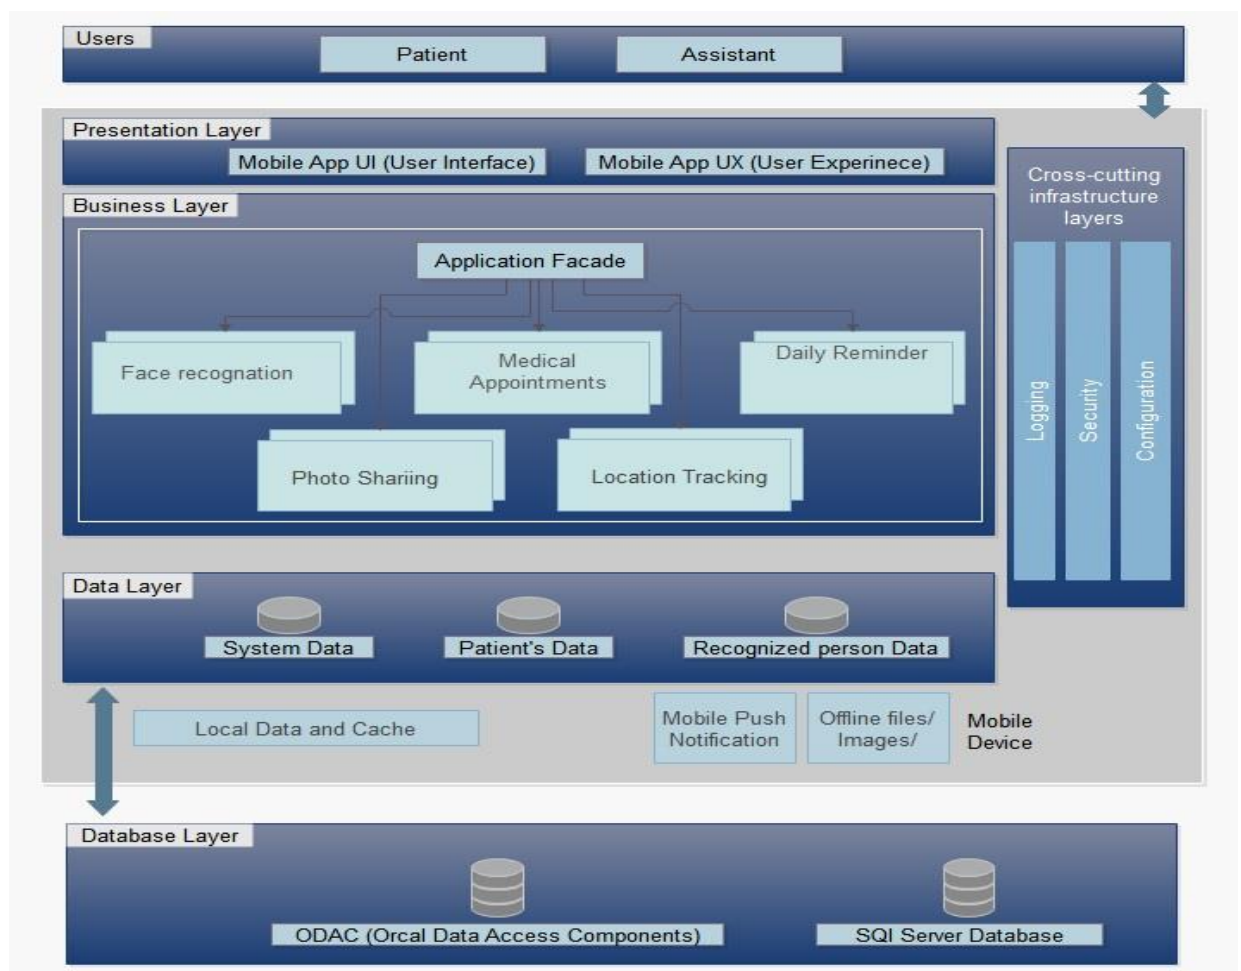 Users
Patient
Assistant
Presentation Layer
Mobile App UI (User Interface)
Mobile App UX (User Experinece)
Cross-cutting
infrastructure
layers
Logging
Security
Configuration
Business Layer
Application Facade
Face recognation
Medical
Appointments
Daily Reminder
Photo Shariing
Location Tracking
Data Layer
System Data
Patient's Data
Recognized person Data
Local Data and Cache
Mobile Push
Notification
Offline files/
Images/
Mobile
Device
Database Layer
ODAC (Orcal Data Access Components)
SQl Server Database